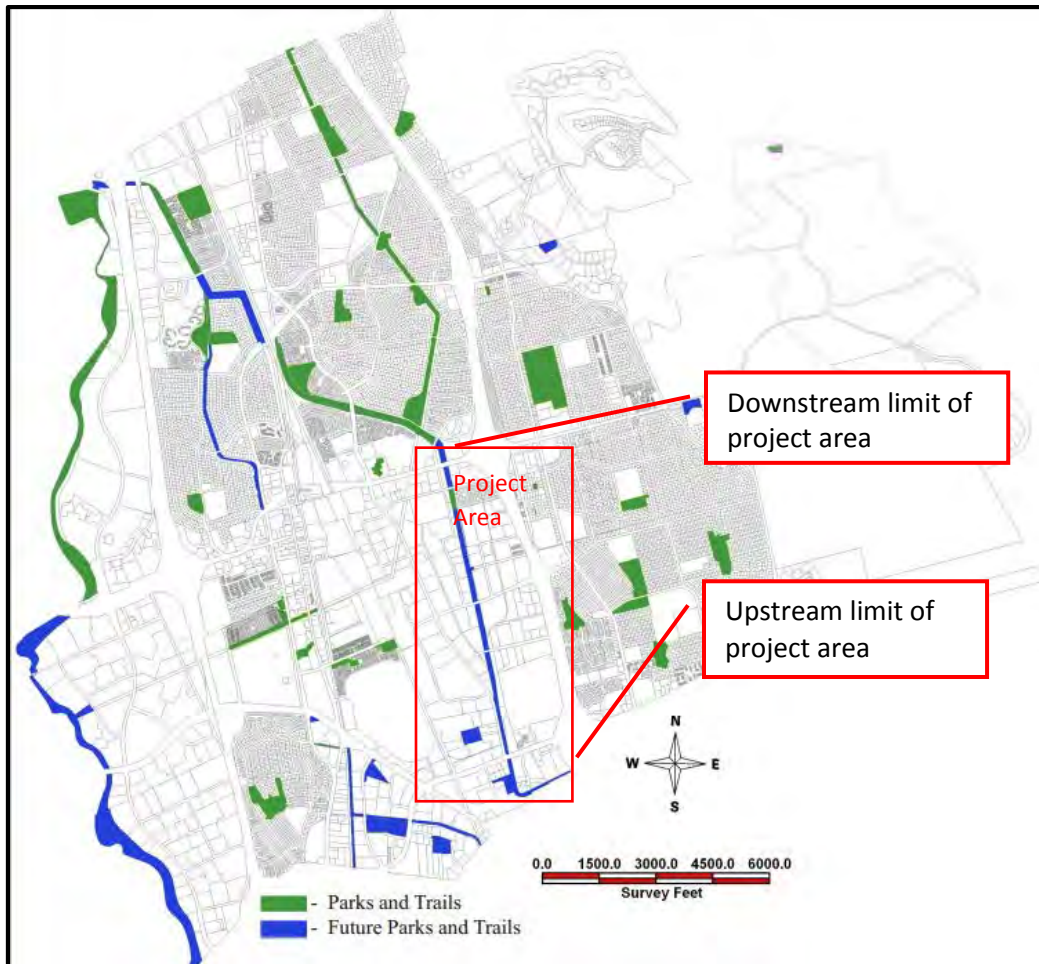 Downstream limit of
project area
Project
Area
Upstream limit of
project area
N
W E
S
0.0 1500.0 3000.0 4500.0 6000.0
Survey Feet
- Parks and Trails
- Future Parks and Trails